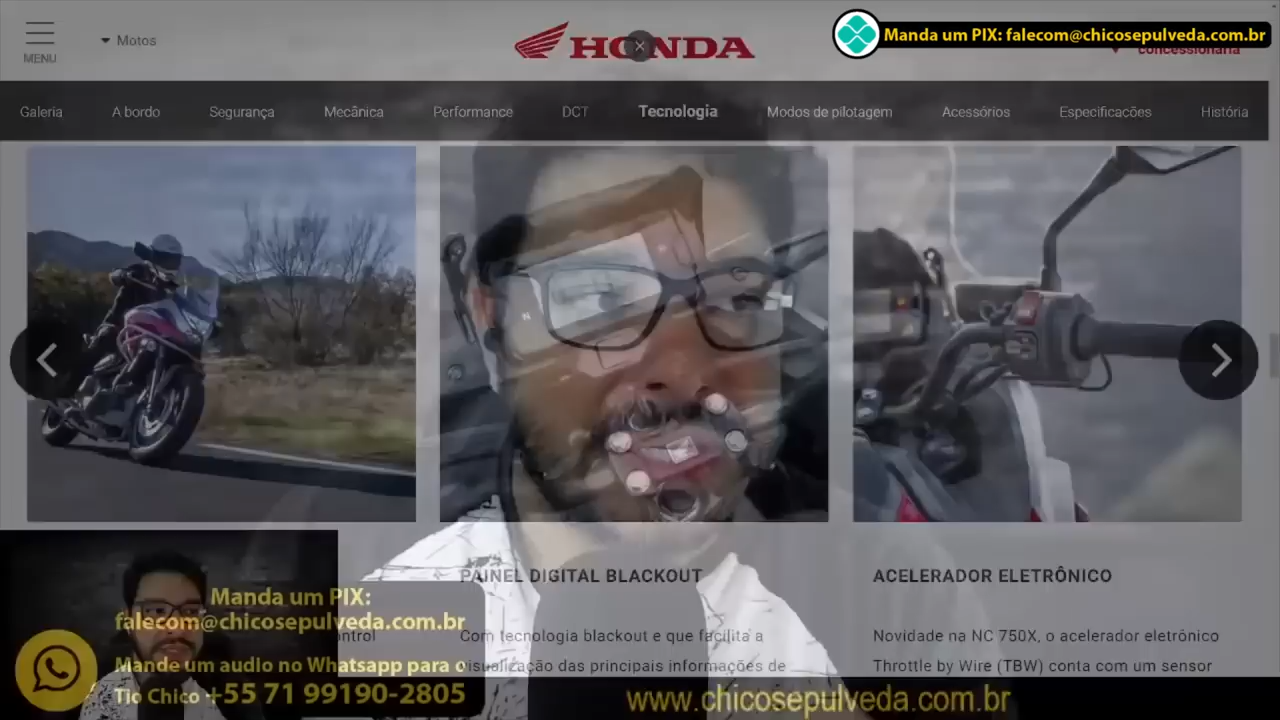 MENU
Motos
HONDA
Manda um PIX: falecom@chicosepulveda.com.br
concessionária
Galeria
A bordo
Segurança
Mecânica
Performance
DCT
Tecnologia
Modos de pilotagem
Acessórios
Especificações
História
PAINEL DIGITAL BLACKOUT
Com tecnologia blackout e que facilita a
visualização das principais informações de
ACELERADOR ELETRÔNICO
Novidade na NC 750X, o acelerador eletrônico
Throttle by Wire (TBW) conta com um sensor
Manda um PIX:
falecom@chicosepulveda.com.br
Mande um audio no Whatsapp para o
Tio Chico +55 71 99190-2805
www.chicosepulveda.com.br